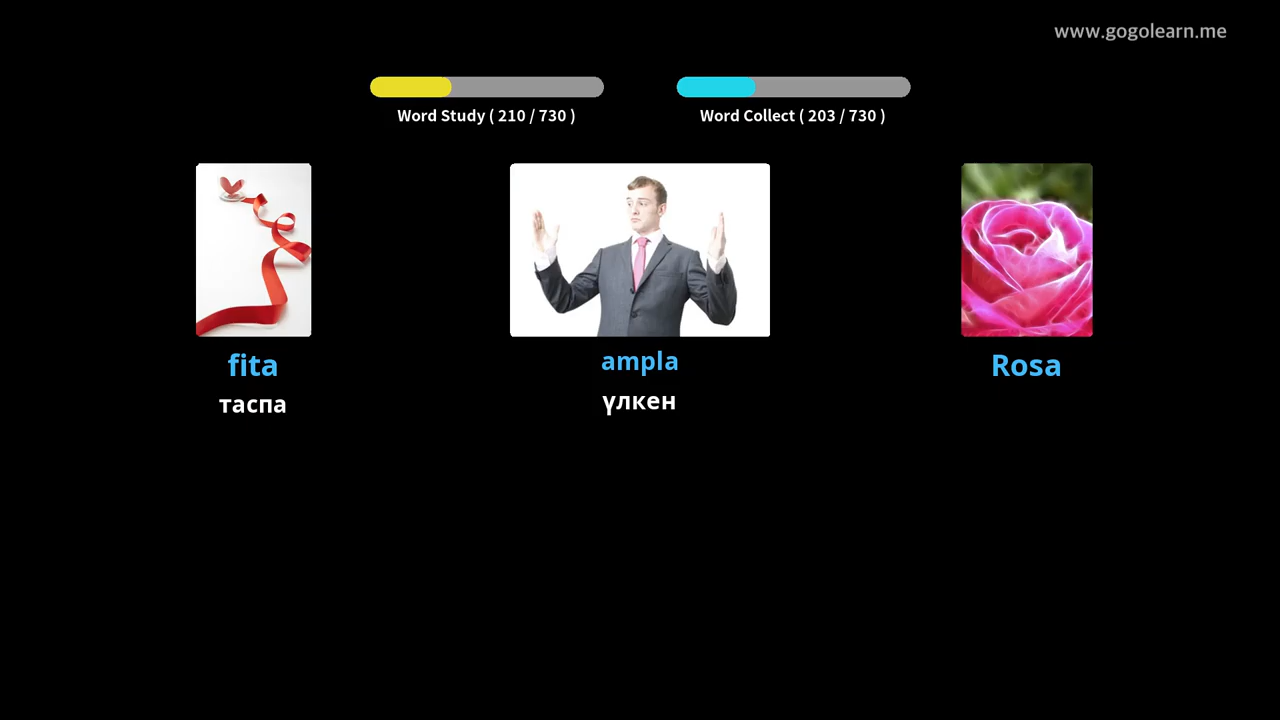 www.gogolearn.me
Word Study ( 210 / 730 )
Word Collect ( 203 / 730 )
fita
таспа
ampla
үлкен
Rosa